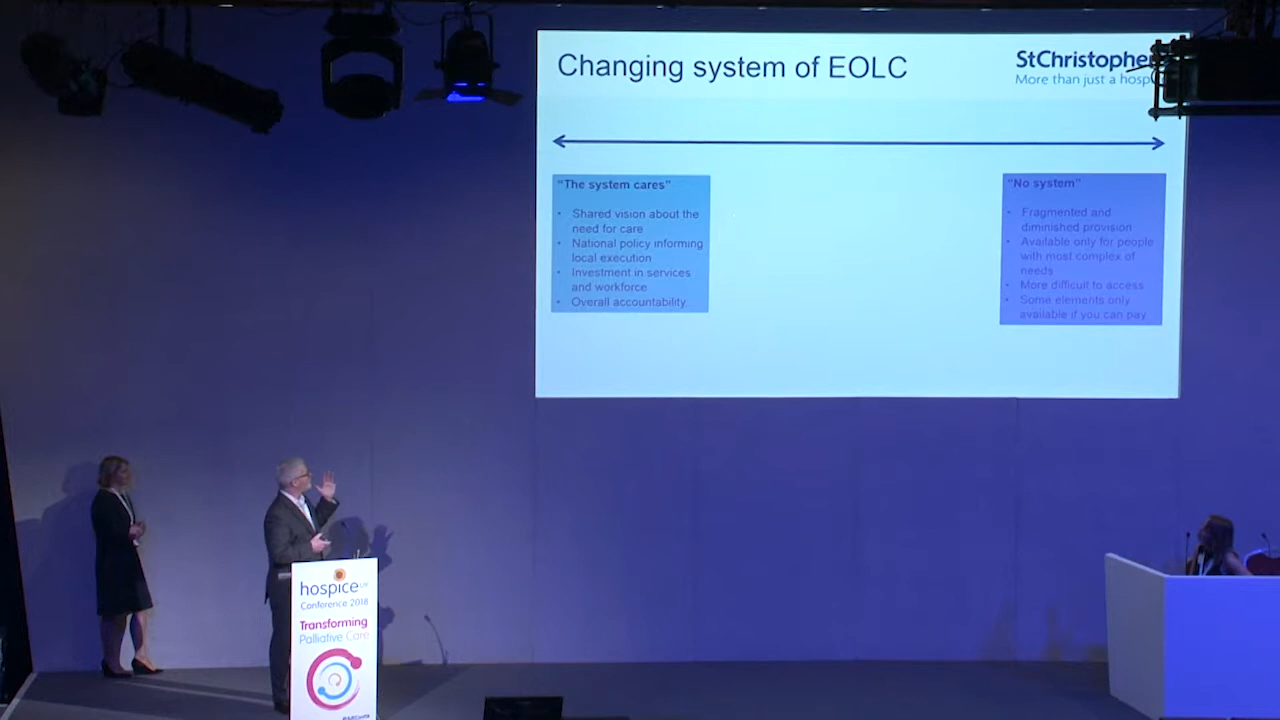 Changing system of EOLC
StChristopher
More than just a hosp
"The system cares"
• Shared vision about the
need for care
• National policy informing
local execution
• Investment in services
and workforce
• Overall accountability
"No system"
• Fragmented and
diminished provision
• Available only for people
with most complex of
needs
• More difficult to access
• Some elements only
available if you can pay
hospice UK
Conference 2018
Transforming
Palliative Care